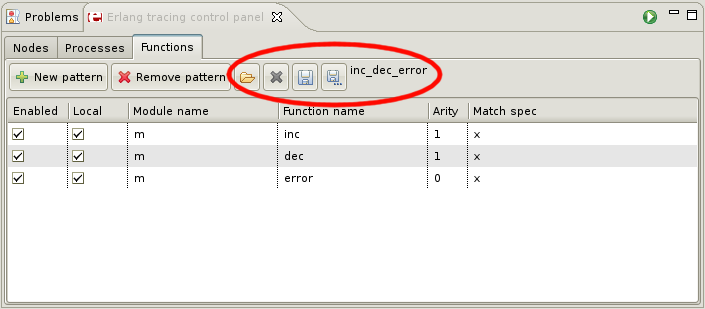 Problems Erlang tracing control panel
Nodes Processes Functions
New pattern Remove pattern inc_dec_error
Enabled Local Module name Function name Arity Match spec
m inc 1 x
m dec 1 x
m error 0 x